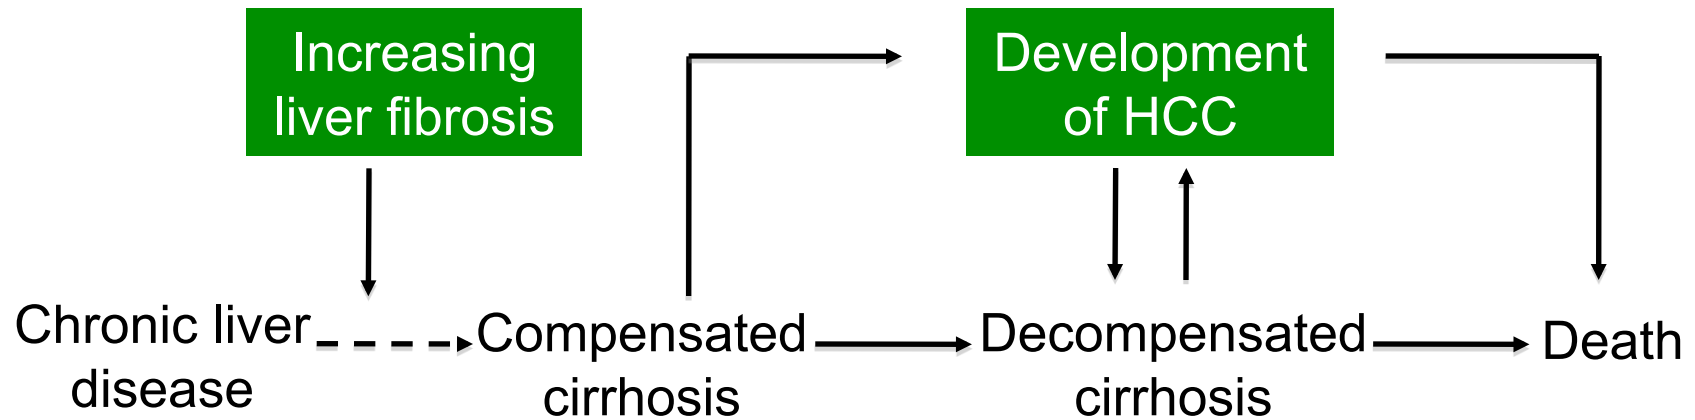 Increasing
liver fibrosis
Development
of HCC
Chronic liver
disease
Compensated
cirrhosis
Decompensated
cirrhosis
Death